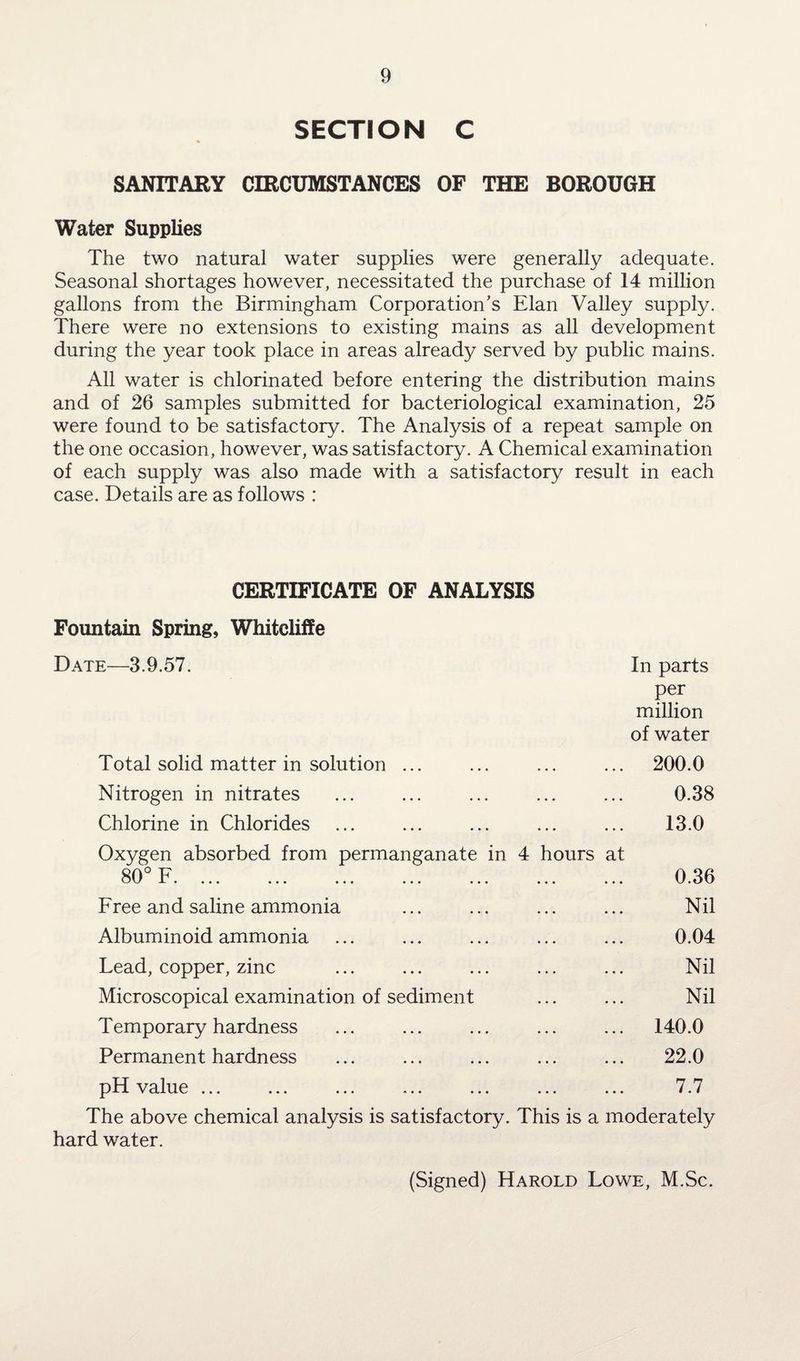 9
SECTION C
SANITARY CIRCUMSTANCES OF THE BOROUGH
Water Supplies
The two natural water supplies were generally adequate.
Seasonal shortages however, necessitated the purchase of 14 million
gallons from the Birmingham Corporation's Elan Valley supply.
There were no extensions to existing mains as all development
during the year took place in areas already served by public mains.
All water is chlorinated before entering the distribution mains
and of 26 samples submitted for bacteriological examination, 25
were found to be satisfactory. The Analysis of a repeat sample on
the one occasion, however, was satisfactory. A Chemical examination
of each supply was also made with a satisfactory result in each
case. Details are as follows :
CERTIFICATE OF ANALYSIS
Fountain Spring, Whitcliffe
Date—3.9.57. In parts
per
million
of water
Total solid matter in solution ... ... ... ... 200.0
Nitrogen in nitrates ... ... ... ... ... 0.38
Chlorine in Chlorides ... ... ... ... ... 13.0
Oxygen absorbed from permanganate in 4 hours at
80° F. ... ... ... ... ... ... ... 0.36
Free and saline ammonia ... ... ... ... Nil
Albuminoid ammonia ... ... ... ... ... 0.04
Lead, copper, zinc ... ... ... ... ... Nil
Microscopical examination of sediment ... ... Nil
Temporary hardness ... ... ... ... ... 140.0
Permanent hardness ... ... ... ... ... 22.0
pH value ... ... ... ... ... ... ... 7.7
The above chemical analysis is satisfactory. This is a moderately
hard water.
(Signed) Harold Lowe, M.Sc.